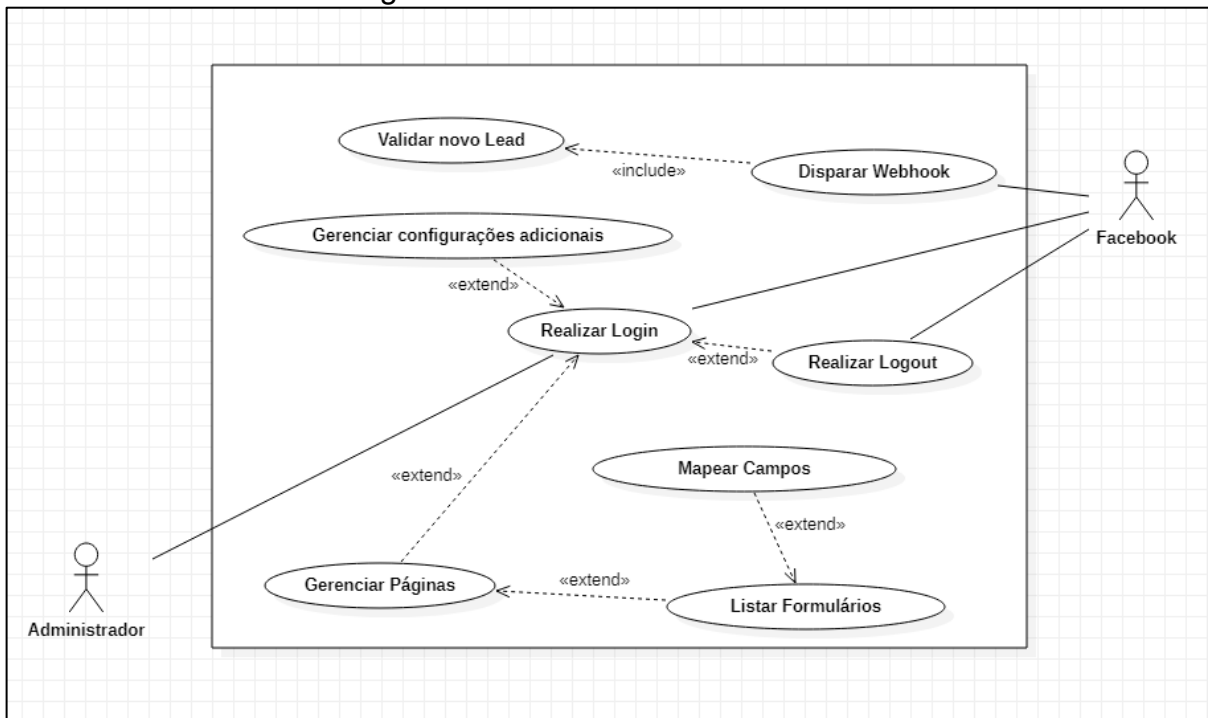 Validar novo Lead
«include»
Disparar Webhook
Gerenciar configurações adicionais
Facebook
«extend»
Realizar Login
«extend»
Realizar Logout
«extend»
Mapear Campos
«extend»
Gerenciar Páginas
«extend»
Listar Formulários
Administrador